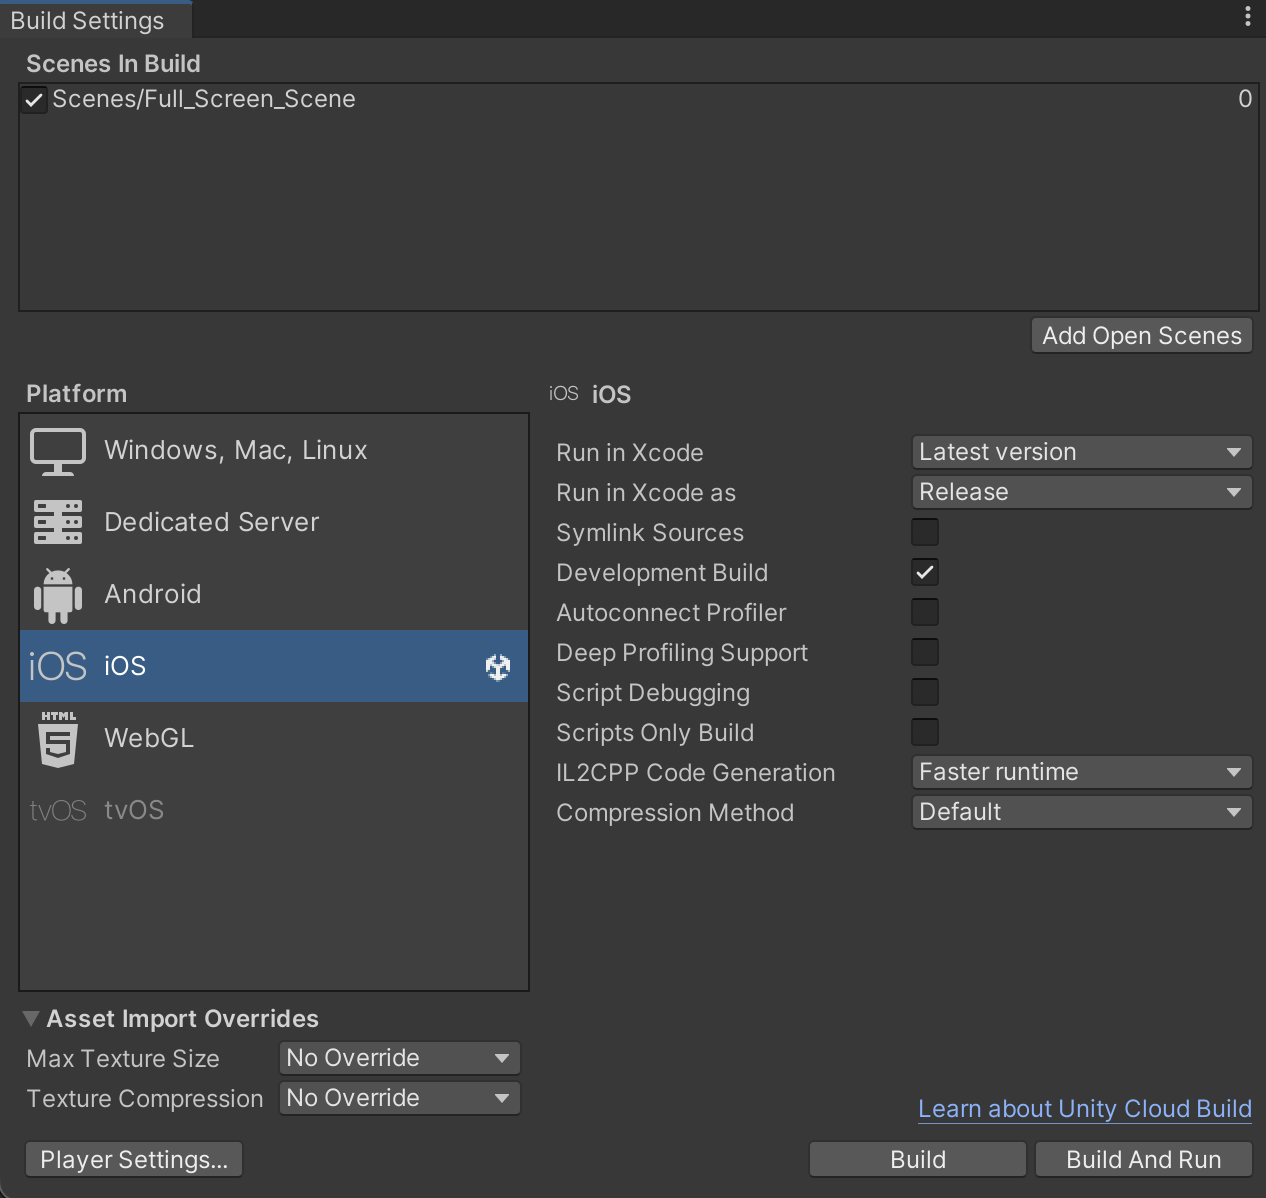 Build Settings
Scenes In Build
Scenes/Full_Screen_Scene 0
Add Open Scenes
Platform
Windows, Mac, Linux
Dedicated Server
Android
iOS iOS
HTML 5 WebGL
tvOS tvOS
iOS iOS
Run in Xcode Latest version
Run in Xcode as Release
Symlink Sources
Development Build
Autoconnect Profiler
Deep Profiling Support
Script Debugging
Scripts Only Build
IL2CPP Code Generation Faster runtime
Compression Method Default
Asset Import Overrides
Max Texture Size No Override
Texture Compression No Override
Learn about Unity Cloud Build
Player Settings... Build Build And Run